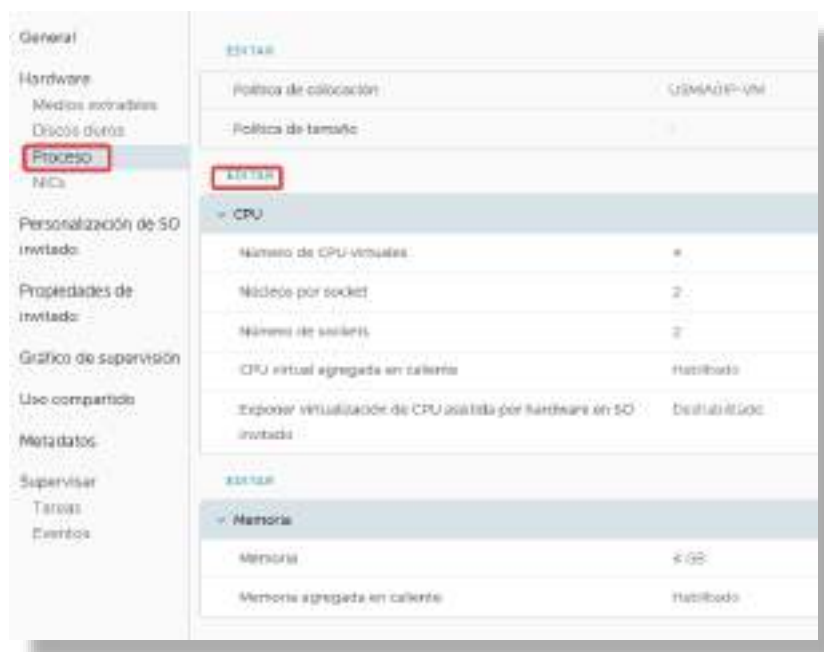 General
Hardware
Medios extraíbles
Discos duros
Proceso
NICs
Personalización de SO
invitado
Propiedades de
invitado
Gráfico de supervisión
Uso compartido
Metadatos
Supervisar
Tareas
Eventos
EDITAR
Política de colocación
Política de tamaño
-
EDITAR
CPU
Número de CPU virtuales 4
Núcleos por socket 2
Número de sockets 2
CPU virtual agregada en caliente Habilitado
Exponer virtualización de CPU asistida por hardware en SO Deshabilitado
invitado
EDITAR
Memoria
Memoria GB
Memoria agregada en caliente Habilitado